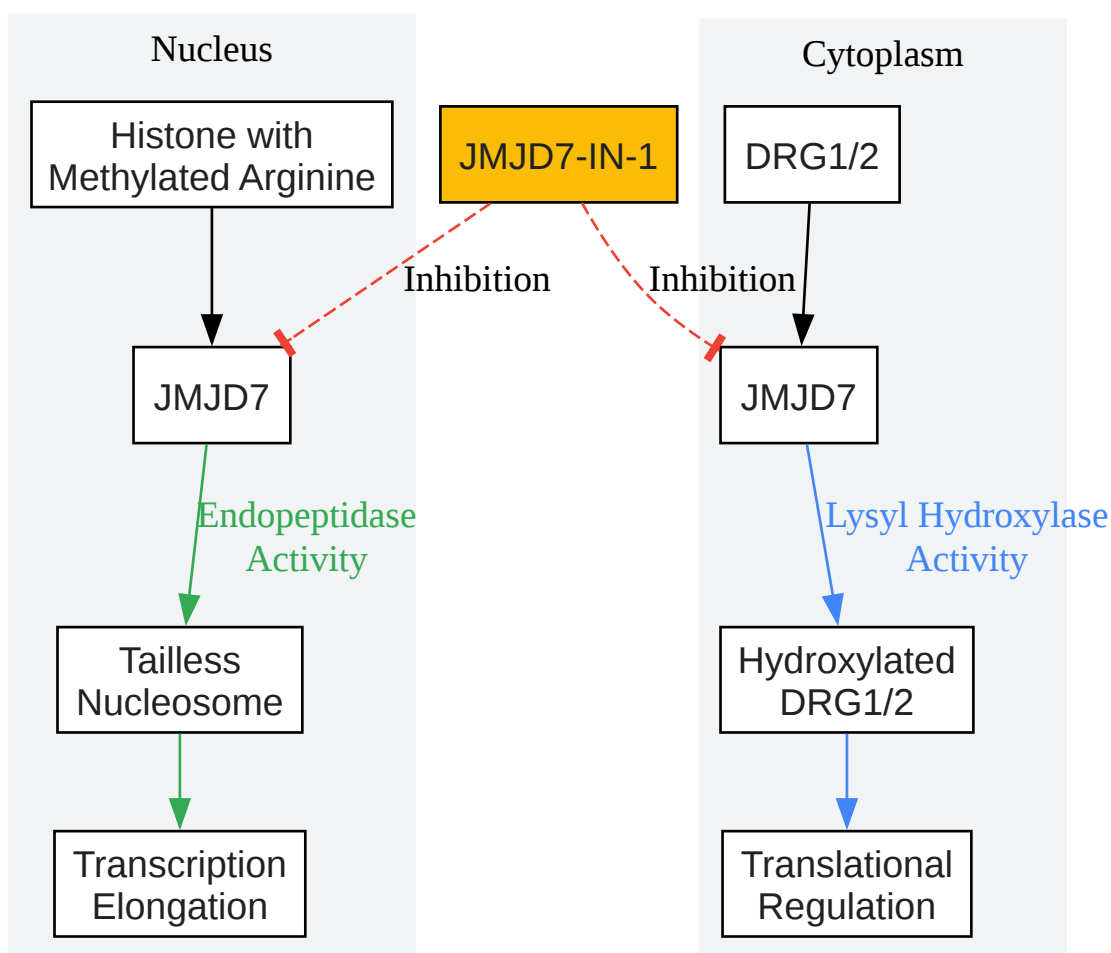 Nucleus
Cytoplasm
Histone with
Methylated Arginine
JMJD7-IN-1
DRG1/2
Inhibition
Inhibition
JMJD7
JMJD7
Endopeptidase
Activity
Lysyl Hydroxylase
Activity
Tailless
Nucleosome
Hydroxylated
DRG1/2
Transcription
Elongation
Translational
Regulation